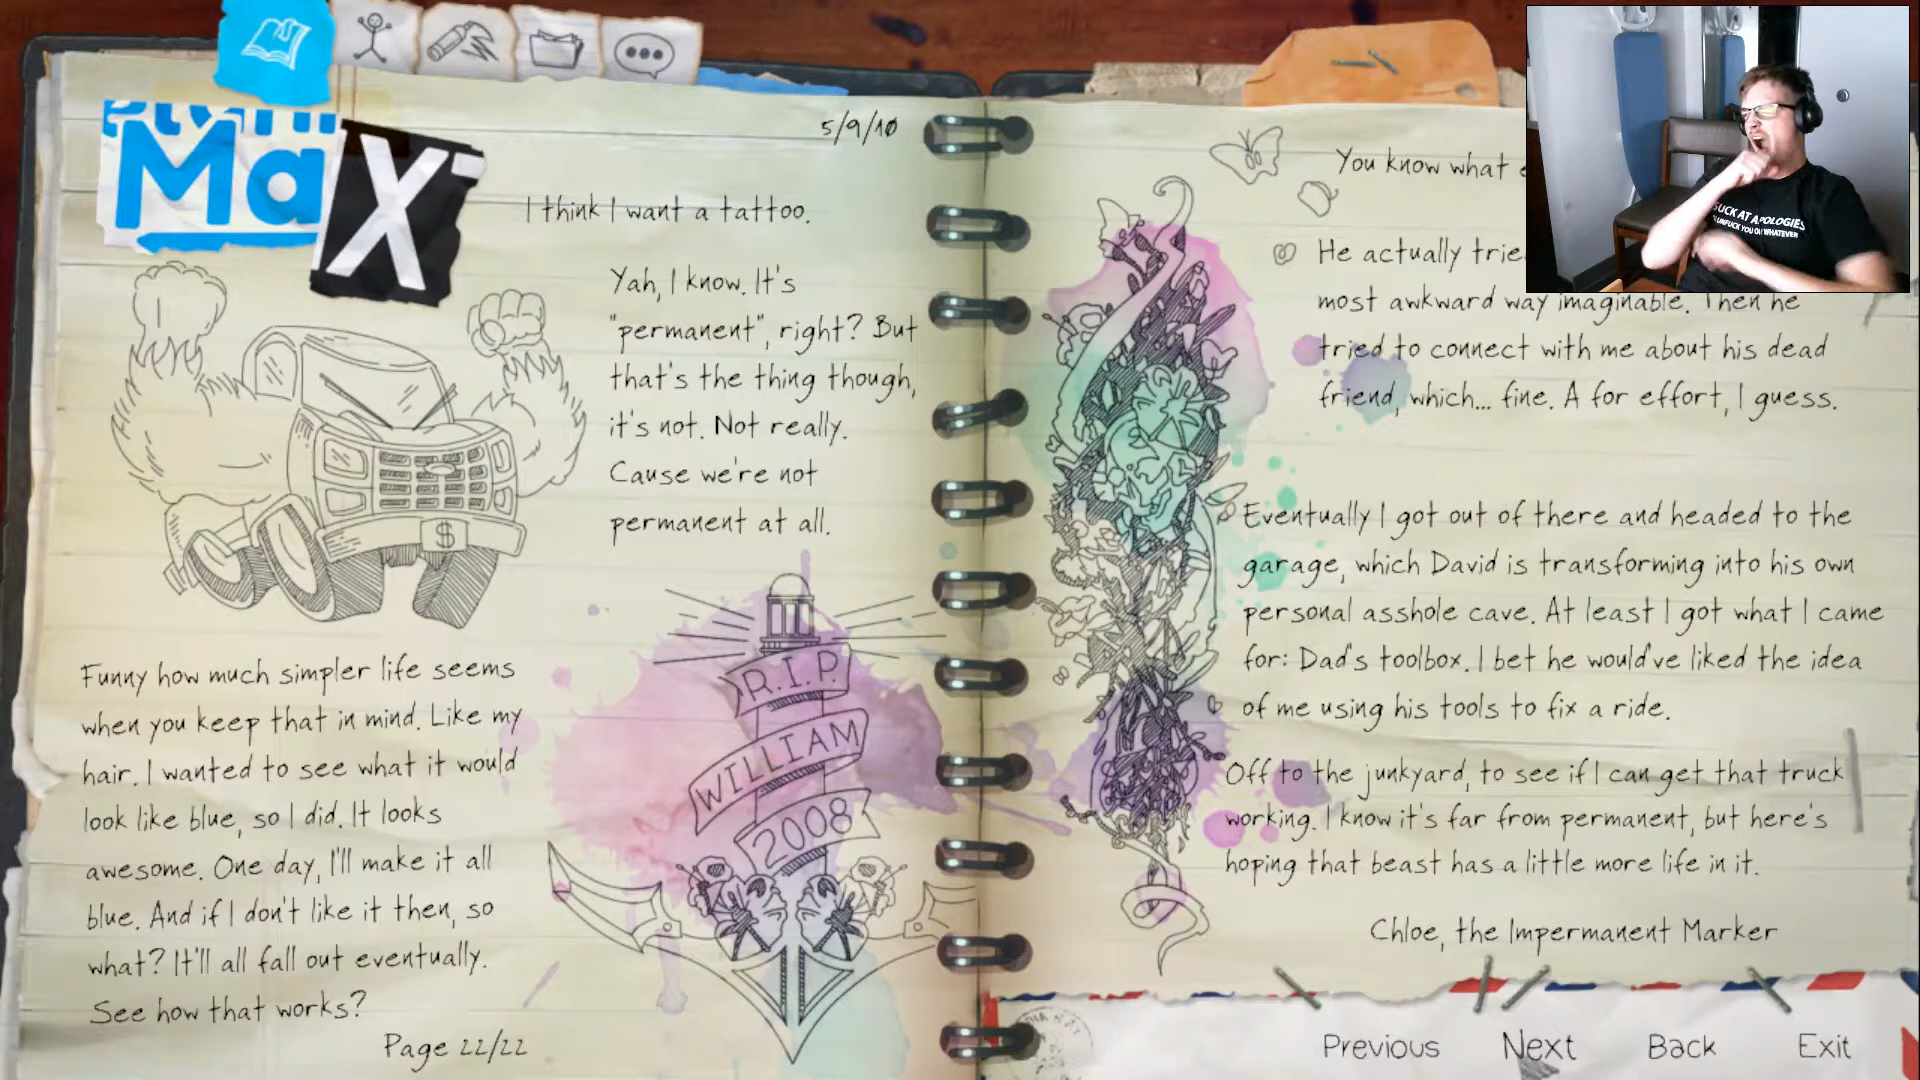 Max
5/9/10
I think I want a tattoo.
Yah, I know. It's
"permanent", right? But
that's the thing though,
it's not. Not really.
Cause we're not
permanent at all.
$
Funny how much simpler life seems
when you keep that in mind. Like my
hair. I wanted to see what it would
look like blue, so I did. It looks
awesome. One day, I'll make it all
blue. And if I don't like it then, so
what? It'll all fall out eventually.
See how that works?
R.I.P.
WILLIAM
2008
Page 22/22
You know what
He actually
most awkward way imaginable. Then he
tried to connect with me about his dead
friend, which... fine. A for effort, I guess.
Eventually I got out of there and headed to the
garage, which David is transforming into his own
personal asshole cave. At least I got what I came
for: Dad's toolbox. I bet he would've liked the idea
of me using his tools to fix a ride.
Off to the junkyard, to see if I can get that truck
working. I know it's far from permanent, but here's
hoping that beast has a little more life in it.
Chloe, the Impermanent Marker
Previous Next Back Exit
SUCK AT APOLOGIES
UNFUCK YOU OR WHATEVER